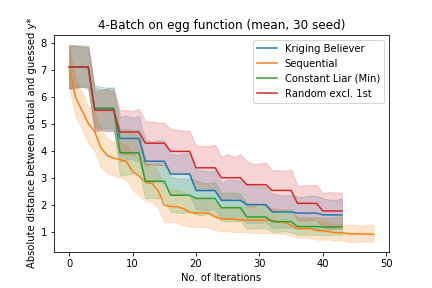 4-Batch on egg function (mean, 30 seed)
Absolute distance between actual and guessed y*
8
7
6
5
4
3
2
1
Kriging Believer
Sequential
Constant Liar (Min)
Random excl. 1st
0 10 20 30 40 50
No. of Iterations